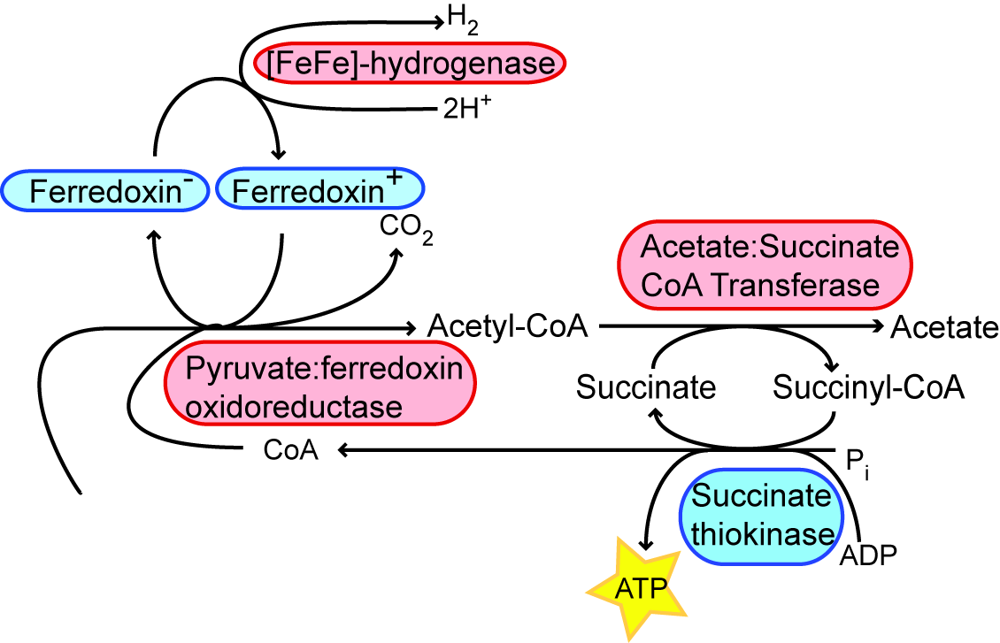 H₂
[FeFe]-hydrogenase
2H⁺
Ferredoxin⁻
Ferredoxin⁺
CO₂
Acetate:Succinate
CoA Transferase
Acetyl-CoA
Acetate
Pyruvate:ferredoxin
oxidoreductase
Succinate
Succinyl-CoA
CoA
Pᵢ
Succinate
thiokinase
ADP
ATP